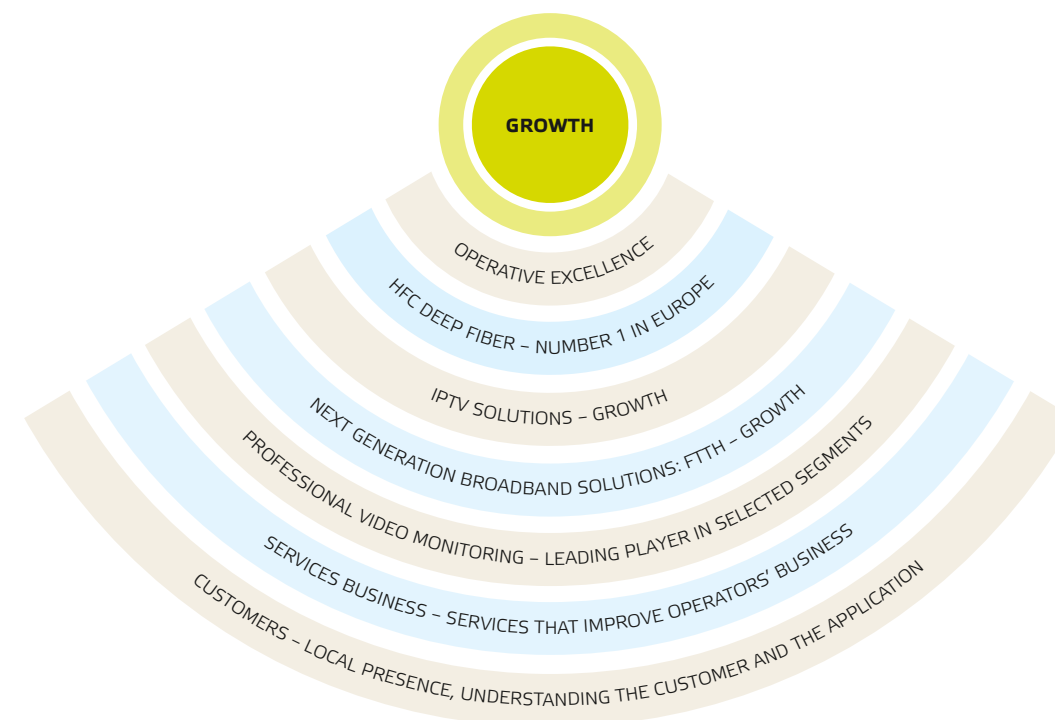 GROWTH
OPERATIVE EXCELLENCE
HFC DEEP FIBER – NUMBER 1 IN EUROPE
IPTV SOLUTIONS – GROWTH
NEXT GENERATION BROADBAND SOLUTIONS: FTTH – GROWTH
PROFESSIONAL VIDEO MONITORING – LEADING PLAYER IN SELECTED SEGMENTS
SERVICES BUSINESS – SERVICES THAT IMPROVE OPERATORS’ BUSINESS
CUSTOMERS – LOCAL PRESENCE, UNDERSTANDING THE CUSTOMER AND THE APPLICATION